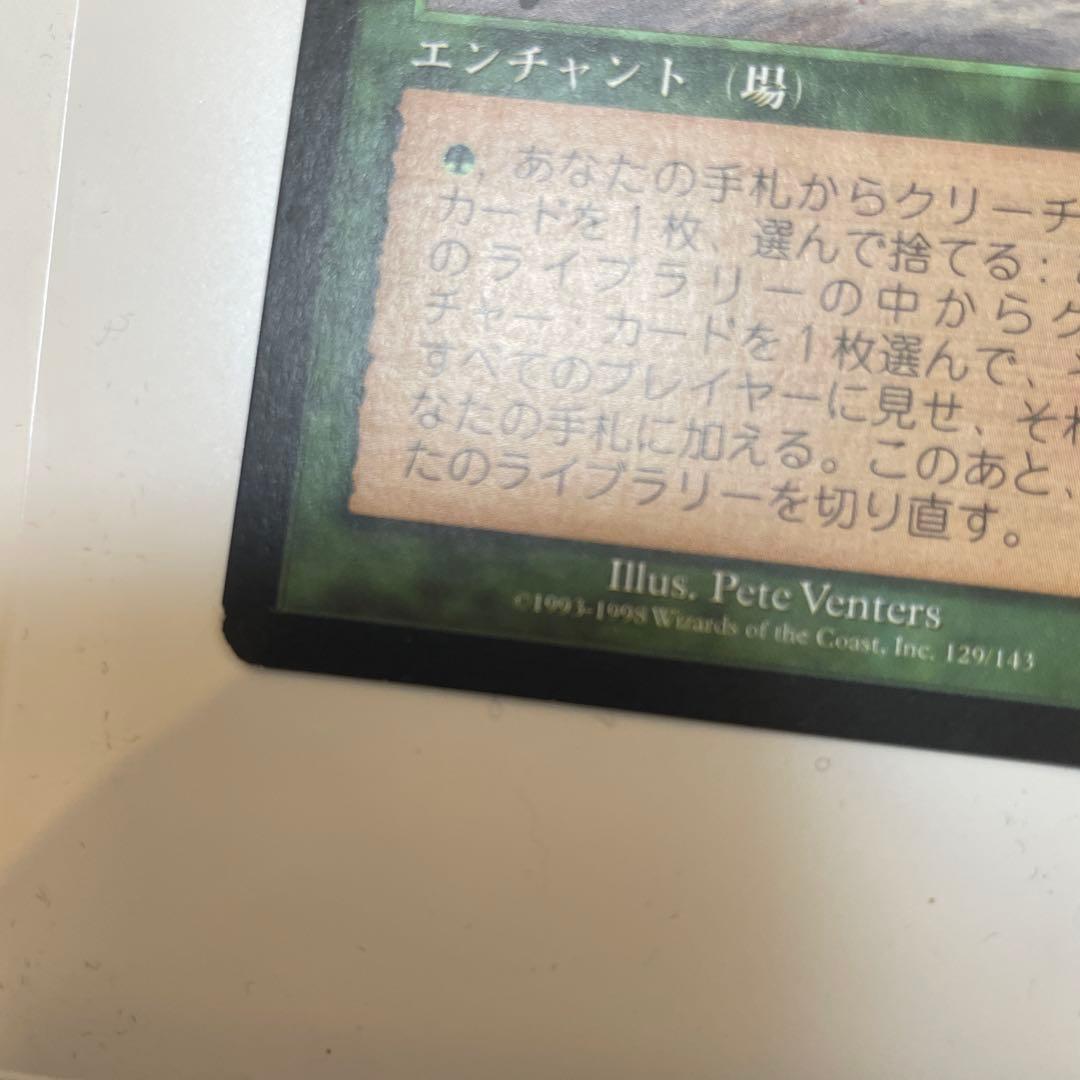 エンチャント（場）
, あなたの手札からクリーチ
カードを1枚、選んで捨てる：
のライブラリーの中からク
チャー・カードを1枚選んで、
すべてのプレイヤーに見せ、それ
なたの手札に加える。このあと、
たのライブラリーを切り直す。
Illus. Pete Venters
©1993-1998 Wizards of the Coast, Inc. 129/143